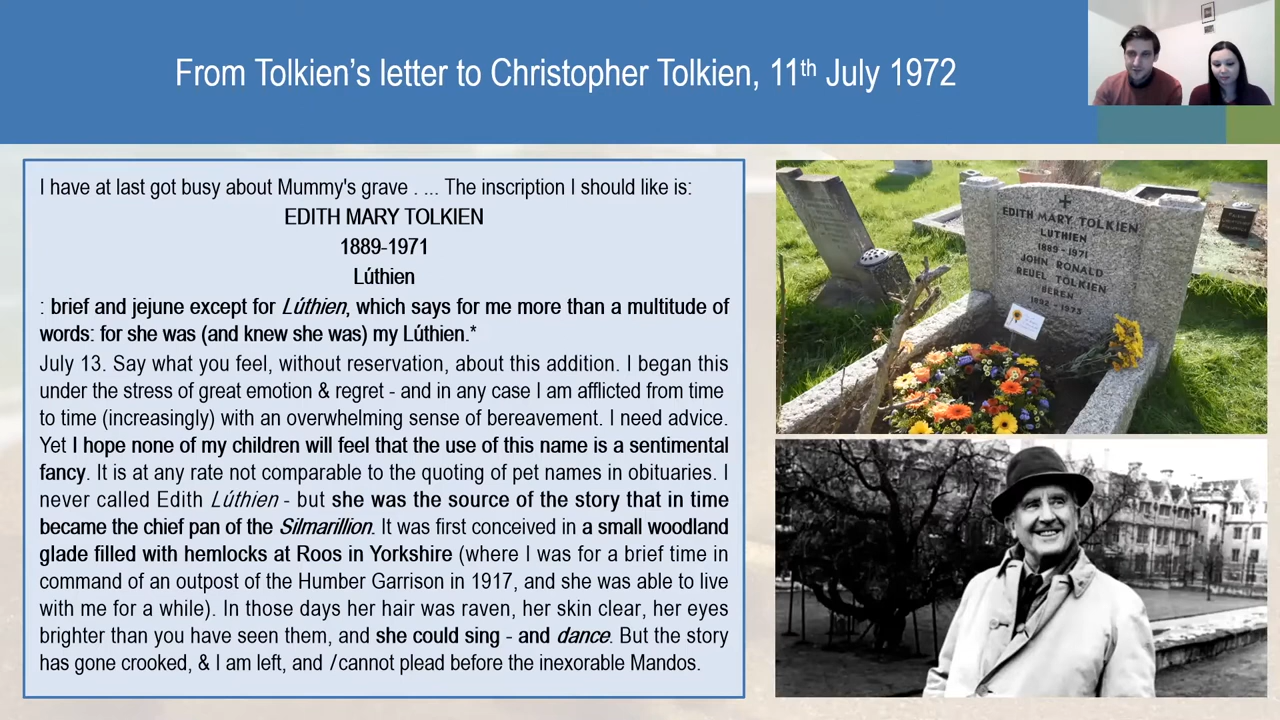 From Tolkien's letter to Christopher Tolkien, 11th July 1972
I have at last got busy about Mummy's grave . ... The inscription I should like is:
EDITH MARY TOLKIEN
1889-1971
Lúthien
: brief and jejune except for Lúthien, which says for me more than a multitude of
words: for she was (and knew she was) my Lúthien.*
July 13. Say what you feel, without reservation, about this addition. I began this
under the stress of great emotion & regret - and in any case I am afflicted from time
to time (increasingly) with an overwhelming sense of bereavement. I need advice.
Yet I hope none of my children will feel that the use of this name is a sentimental
fancy. It is at any rate not comparable to the quoting of pet names in obituaries. I
never called Edith Lúthien - but she was the source of the story that in time
became the chief pan of the Silmarillion. It was first conceived in a small woodland
glade filled with hemlocks at Roos in Yorkshire (where I was for a brief time in
command of an outpost of the Humber Garrison in 1917, and she was able to live
with me for a while). In those days her hair was raven, her skin clear, her eyes
brighter than you have seen them, and she could sing - and dance. But the story
has gone crooked, & I am left, and / cannot plead before the inexorable Mandos.
EDITH MARY TOLKIEN
LUTHIEN
1889-1971
JOHN RONALD
REUEL TOLKIEN
BEREN
1892-1973